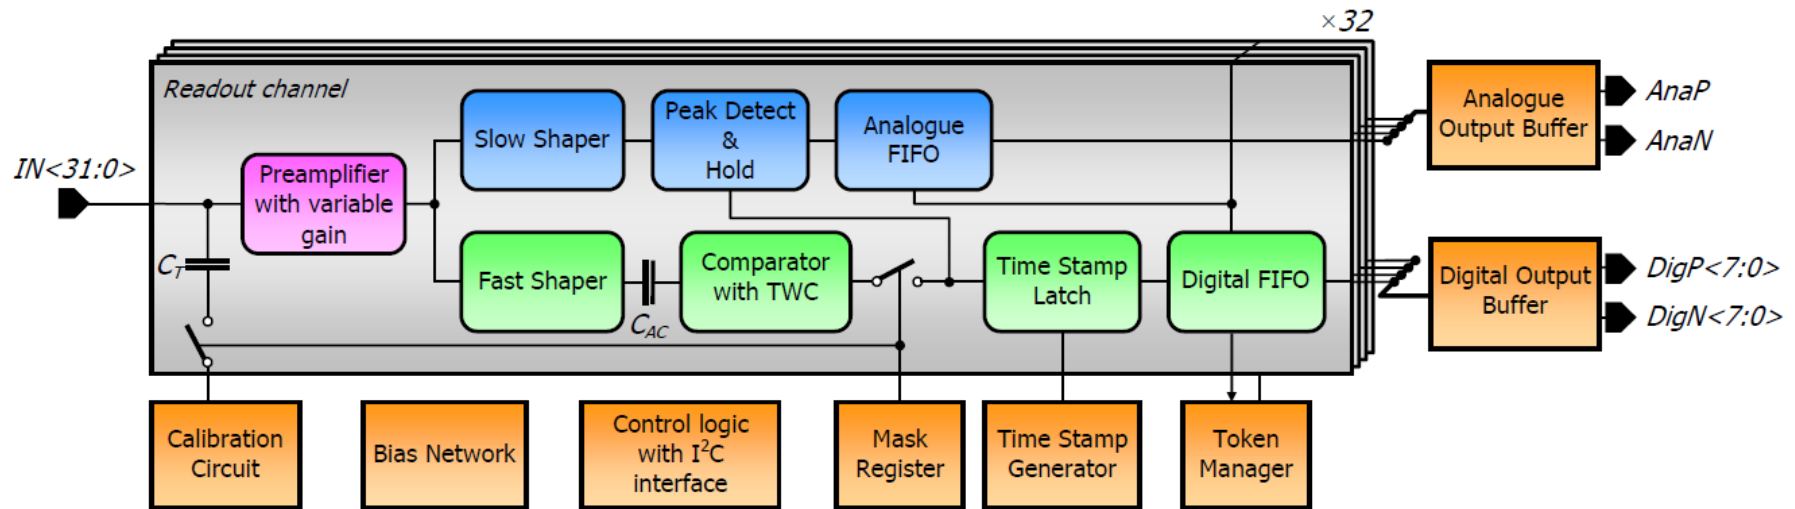 ×32
Readout channel
IN<31:0>
Preamplifier
with variable
gain
C_T
Slow Shaper
Peak Detect
&
Hold
Analogue
FIFO
Fast Shaper
C_AC
Comparator
with TWC
Time Stamp
Latch
Digital FIFO
Analogue
Output Buffer
AnaP
AnaN
Digital Output
Buffer
DigP<7:0>
DigN<7:0>
Calibration
Circuit
Bias Network
Control logic
with I²C
interface
Mask
Register
Time Stamp
Generator
Token
Manager